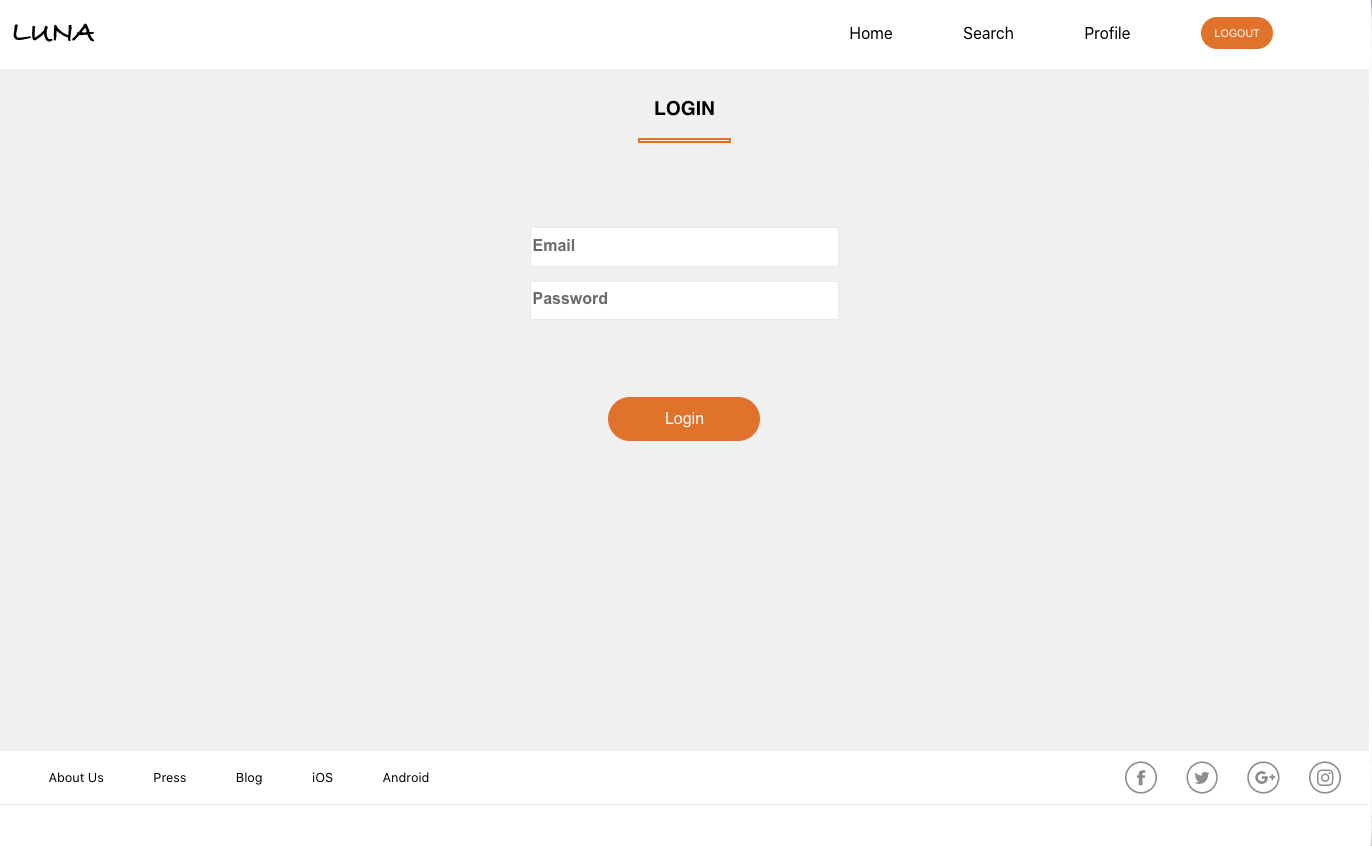 LUNA Home Search Profile LOGOUT
LOGIN
Email
Password
Login
About Us Press Blog iOS Android